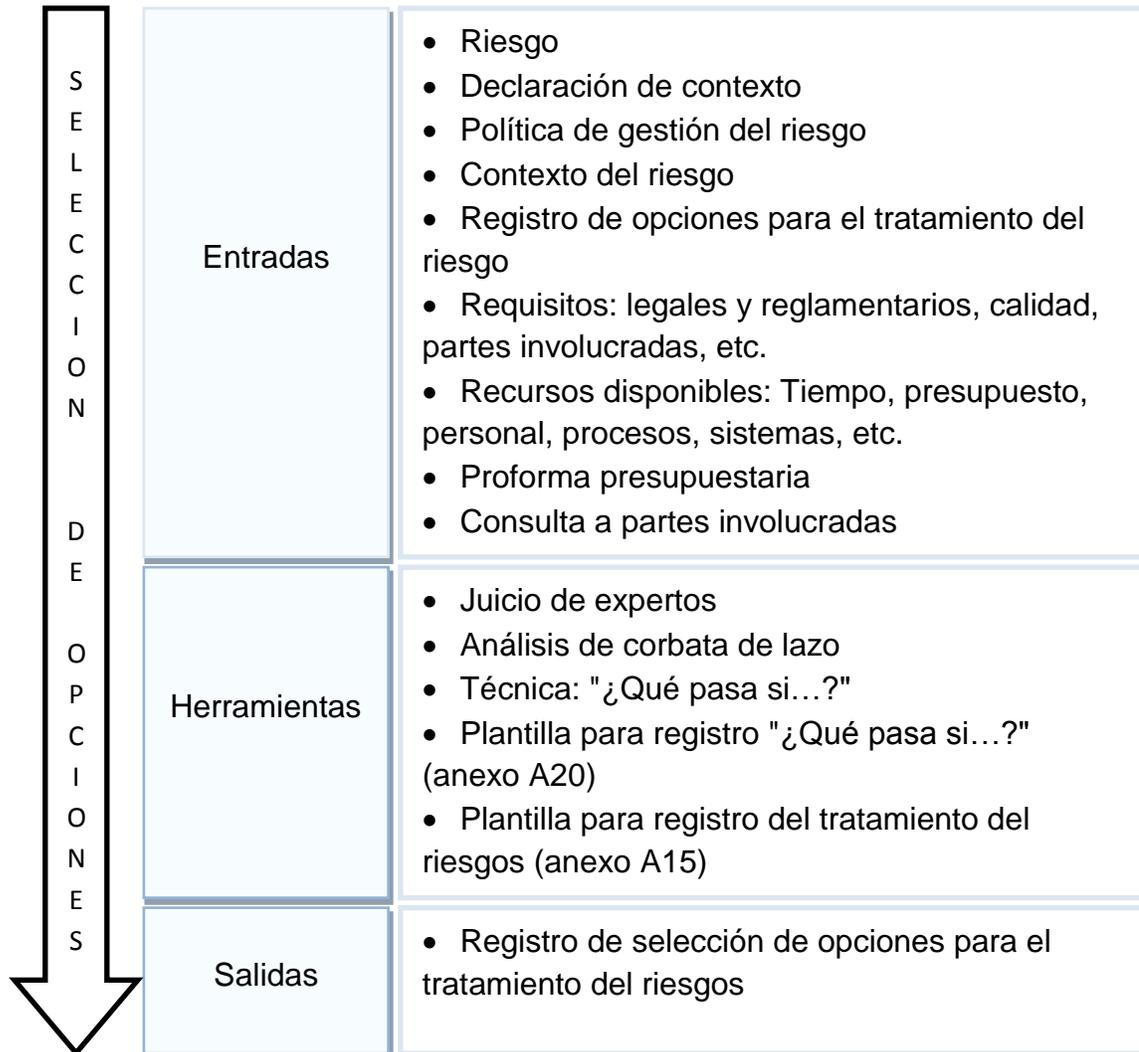 SELECCION DE OPCIONES
Entradas
• Riesgo
• Declaración de contexto
• Política de gestión del riesgo
• Contexto del riesgo
• Registro de opciones para el tratamiento del
riesgo
• Requisitos: legales y reglamentarios, calidad,
partes involucradas, etc.
• Recursos disponibles: Tiempo, presupuesto,
personal, procesos, sistemas, etc.
• Proforma presupuestaria
• Consulta a partes involucradas
Herramientas
• Juicio de expertos
• Análisis de corbata de lazo
• Técnica: "¿Qué pasa si…?"
• Plantilla para registro "¿Qué pasa si…?"
(anexo A20)
• Plantilla para registro del tratamiento del
riesgos (anexo A15)
Salidas
• Registro de selección de opciones para el
tratamiento del riesgos